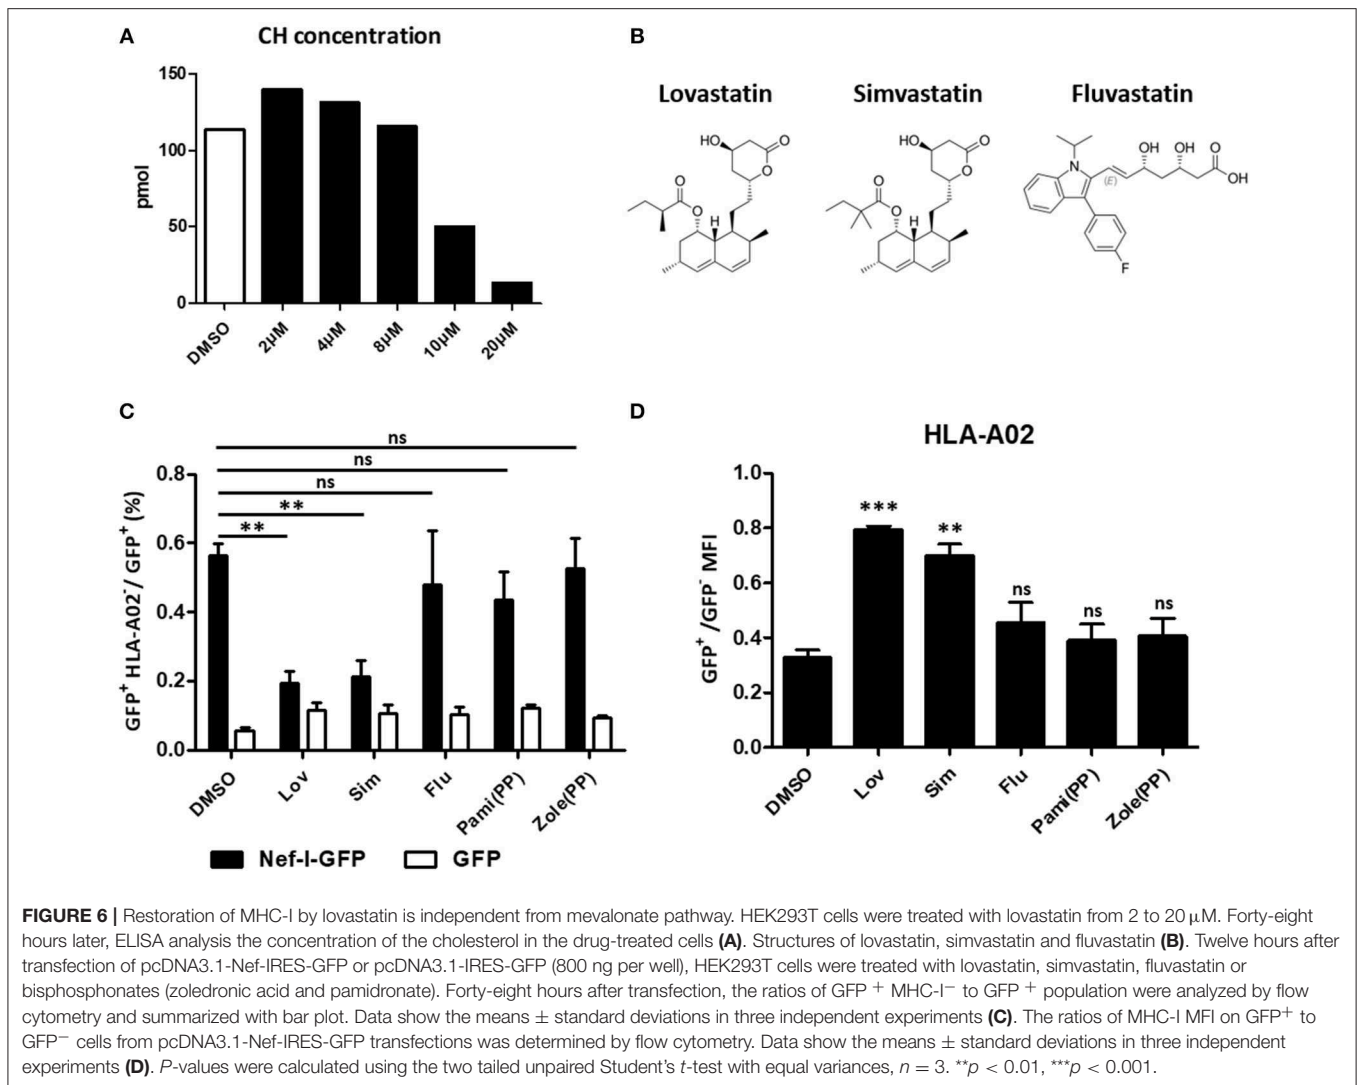 A
CH concentration
150
100
50
0
pmol
DMSO
2µM
4µM
8µM
10µM
20µM
B
Lovastatin
Simvastatin
Fluvastatin
HO
O
O
O
O
H
HO
O
O
O
O
H
N
(E)
OH
OH
O
OH
F
C
ns
ns
ns
**
**
0.8
0.6
0.4
0.2
0.0
GFP+ HLA-A02-/ GFP+ (%)
DMSO
Lov
Sim
Flu
Pami(PP)
Zole(PP)
Nef-I-GFP
GFP
D
HLA-A02
1.0
0.8
0.6
0.4
0.2
0.0
GFP+ /GFP- MFI
***
**
ns
ns
ns
DMSO
Lov
Sim
Flu
Pami(PP)
Zole(PP)
FIGURE 6 | Restoration of MHC-I by lovastatin is independent from mevalonate pathway. HEK293T cells were treated with lovastatin from 2 to 20 µM. Forty-eight
hours later, ELISA analysis the concentration of the cholesterol in the drug-treated cells (A). Structures of lovastatin, simvastatin and fluvastatin (B). Twelve hours after
transfection of pcDNA3.1-Nef-IRES-GFP or pcDNA3.1-IRES-GFP (800 ng per well), HEK293T cells were treated with lovastatin, simvastatin, fluvastatin or
bisphosphonates (zoledronic acid and pamidronate). Forty-eight hours after transfection, the ratios of GFP + MHC-I− to GFP + population were analyzed by flow
cytometry and summarized with bar plot. Data show the means ± standard deviations in three independent experiments (C). The ratios of MHC-I MFI on GFP+ to
GFP− cells from pcDNA3.1-Nef-IRES-GFP transfections was determined by flow cytometry. Data show the means ± standard deviations in three independent
experiments (D). P-values were calculated using the two tailed unpaired Student's t-test with equal variances, n = 3. **p < 0.01, ***p < 0.001.